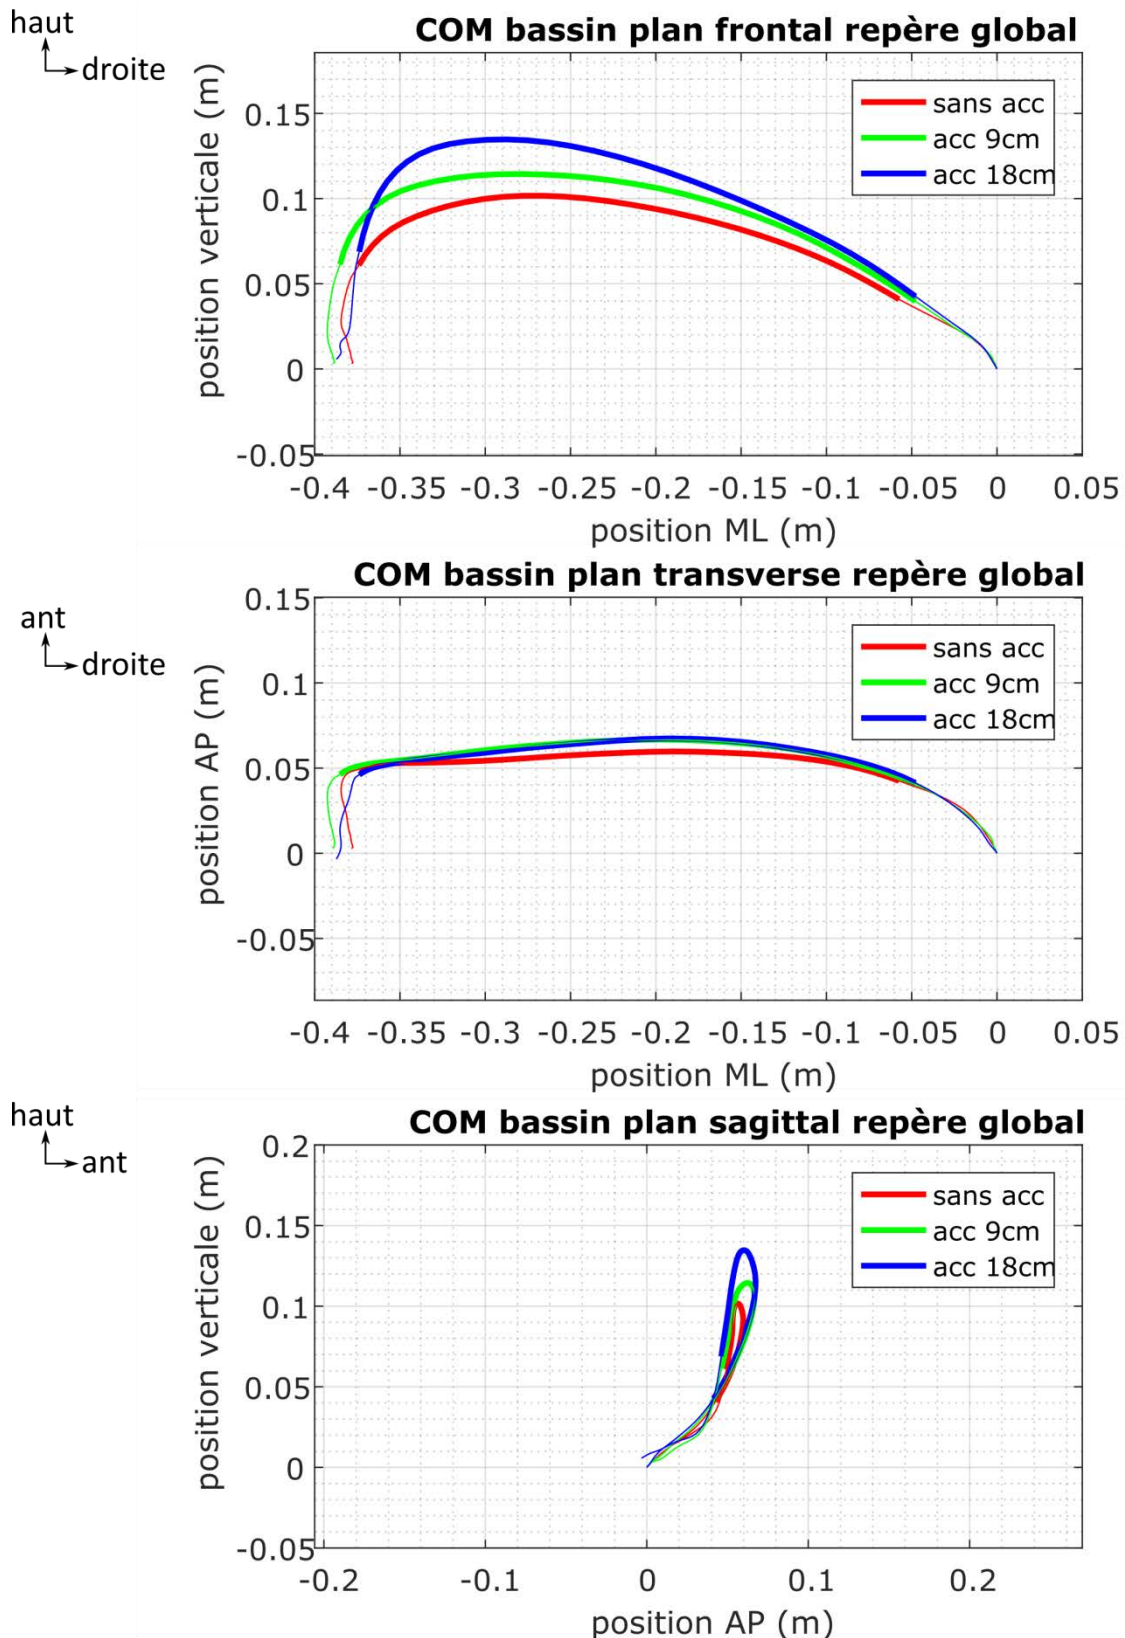 haut
droite
COM bassin plan frontal repère global
position verticale (m)
0.15
0.1
0.05
0
-0.05
sans acc
acc 9cm
acc 18cm
-0.4 -0.35 -0.3 -0.25 -0.2 -0.15 -0.1 -0.05 0 0.05
position ML (m)
COM bassin plan transverse repère global
ant
droite
position AP (m)
0.15
0.1
0.05
0
-0.05
sans acc
acc 9cm
acc 18cm
-0.4 -0.35 -0.3 -0.25 -0.2 -0.15 -0.1 -0.05 0 0.05
position ML (m)
haut
ant
COM bassin plan sagittal repère global
position verticale (m)
0.2
0.15
0.1
0.05
0
-0.05
sans acc
acc 9cm
acc 18cm
-0.2 -0.1 0 0.1 0.2
position AP (m)